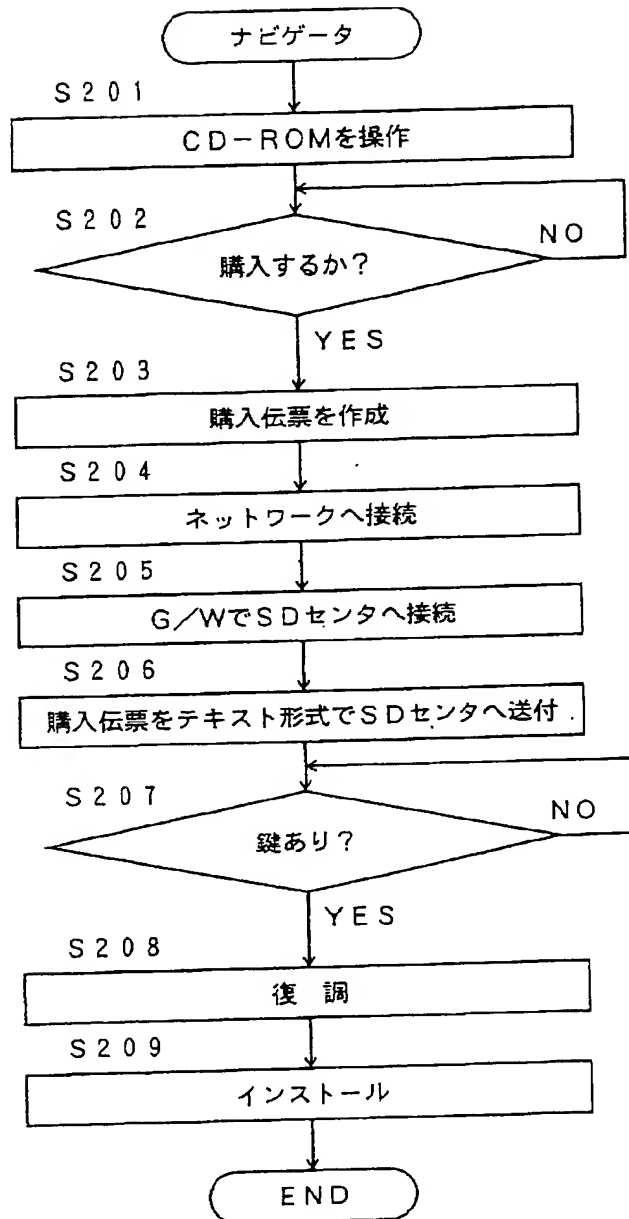 ナビゲータ
S201
CD-ROMを操作
S202
購入するか?
NO
YES
S203
購入伝票を作成
S204
ネットワークへ接続
S205
G/WでSDセンタへ接続
S206
購入伝票をテキスト形式でSDセンタへ送付
S207
鍵あり?
NO
YES
S208
復 調
S209
インストール
END